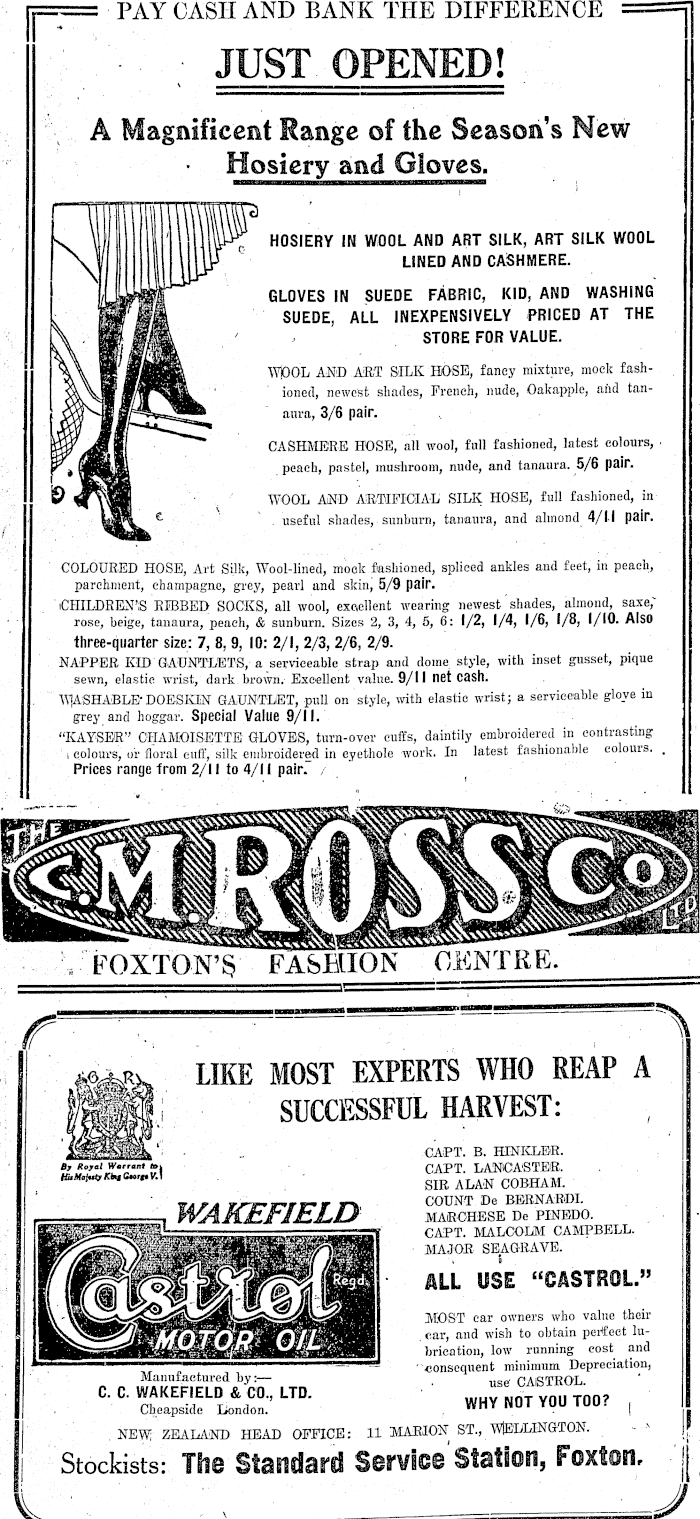 PAY CASH AND BANK THE DIFFERENCE
JUST OPENED!
A Magnificent Range of the Season's New
Hosiery and Gloves.
HOSIERY IN WOOL AND ART SILK, ART SILK WOOL
LINED AND CASHMERE.
GLOVES IN SUEDE FABRIC, KID, AND WASHING
SUEDE, ALL INEXPENSIVELY PRICED AT THE
STORE FOR VALUE.
WOOL AND ART SILK HOSE, fancy mixture, mock fash-
ioned, newest shades, French, nude, Oakapple, and tan-
aura, 3/6 pair.
CASHMERE HOSE, all wool, full fashioned, latest colours,
peach, pastel, mushroom, nude, and tanaura. 5/6 pair.
WOOL AND ARTIFICIAL SILK HOSE, full fashioned, in
useful shades, sunburn, tanaura, and almond 4/11 pair.
COLOURED HOSE, Art Silk, Wool-lined, mock fashioned, spliced ankles and feet, in peach,
parchment, champagne, grey, pearl and skin, 5/9 pair.
CHILDREN'S RIBBED SOCKS, all wool, excellent wearing newest shades, almond, saxe,
rose, beige, tanaura, peach, & sunburn. Sizes 2, 3, 4, 5, 6: 1/2, 1/4, 1/6, 1/8, 1/10. Also
three-quarter size: 7, 8, 9, 10: 2/1, 2/3, 2/6, 2/9.
NAPPER KID GAUNTLETS, a serviceable strap and dome style, with inset gusset, pique
sewn, elastic wrist, dark brown. Excellent value. 9/11 net cash.
WASHABLE DOESKIN GAUNTLET, pull on style, with elastic wrist; a serviceable glove in
grey and hoggar. Special Value 9/11.
"KAYSER" CHAMOISETTE GLOVES, turn-over cuffs, daintily embroidered in contrasting
colours, or floral cuff, silk embroidered in eyehole work. In latest fashionable colours.
Prices range from 2/11 to 4/11 pair.
THE
C.M. ROSS CO
LTD
FOXTON'S FASHION CENTRE.
LIKE MOST EXPERTS WHO REAP A
SUCCESSFUL HARVEST:
G R
By Royal Warrant to
His Majesty King George V.
CAPT. B. HINKLER.
CAPT. LANCASTER.
SIR ALAN COBHAM.
COUNT De BERNARDI.
MARCHESE De PINEDO.
CAPT. MALCOLM CAMPBELL.
MAJOR SEAGRAVE.
ALL USE "CASTROL."
WAKEFIELD
Castrol Regd.
MOTOR OIL
MOST car owners who value their
car, and wish to obtain perfect lu-
brication, low running cost and
consequent minimum Depreciation,
use CASTROL.
WHY NOT YOU TOO?
Manufactured by:—
C. C. WAKEFIELD & CO., LTD.
Cheapside London.
NEW ZEALAND HEAD OFFICE: 11 MARION ST., WELLINGTON.
Stockists: The Standard Service Station, Foxton.